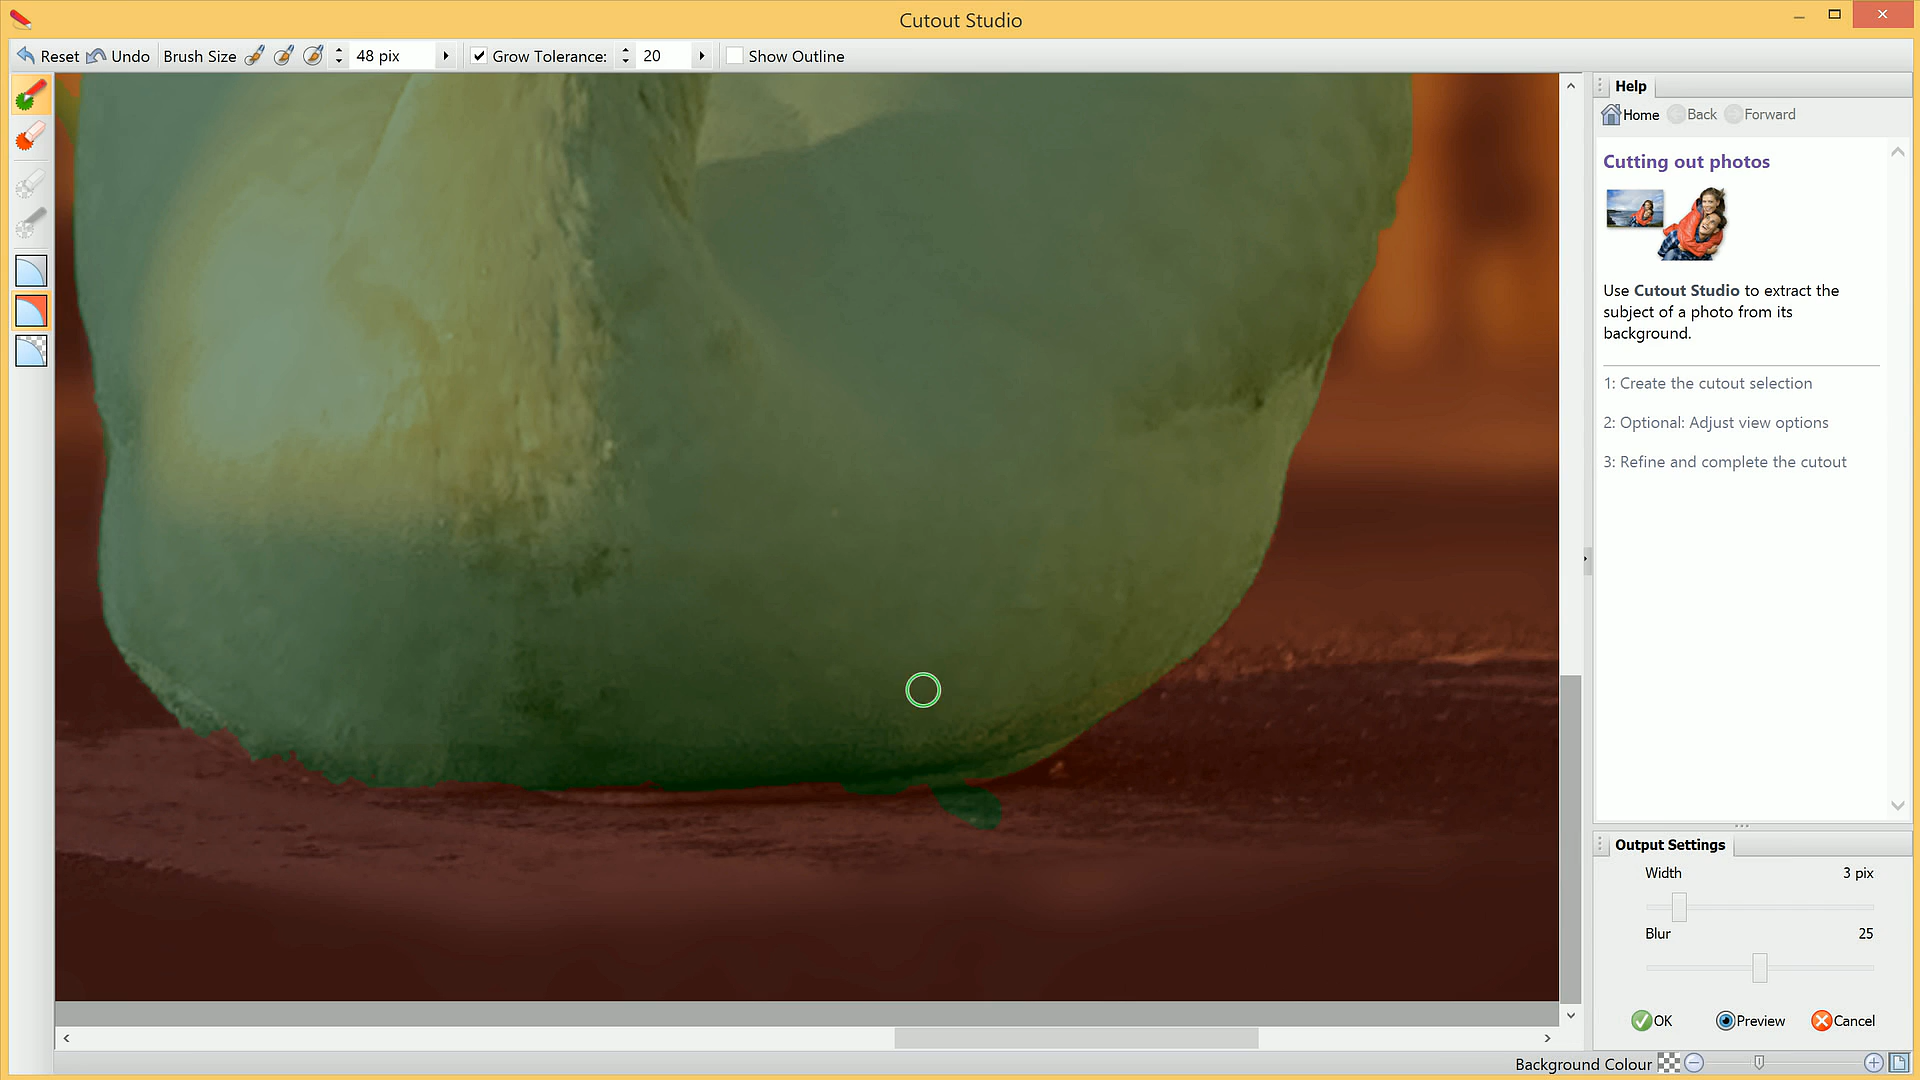 Cutout Studio
Reset Undo Brush Size 48 pix Grow Tolerance: 20 Show Outline
Help
Home Back Forward
Cutting out photos
Use Cutout Studio to extract the
subject of a photo from its
background.
1: Create the cutout selection
2: Optional: Adjust view options
3: Refine and complete the cutout
Output Settings
Width 3 pix
Blur 25
OK Preview Cancel
Background Colour